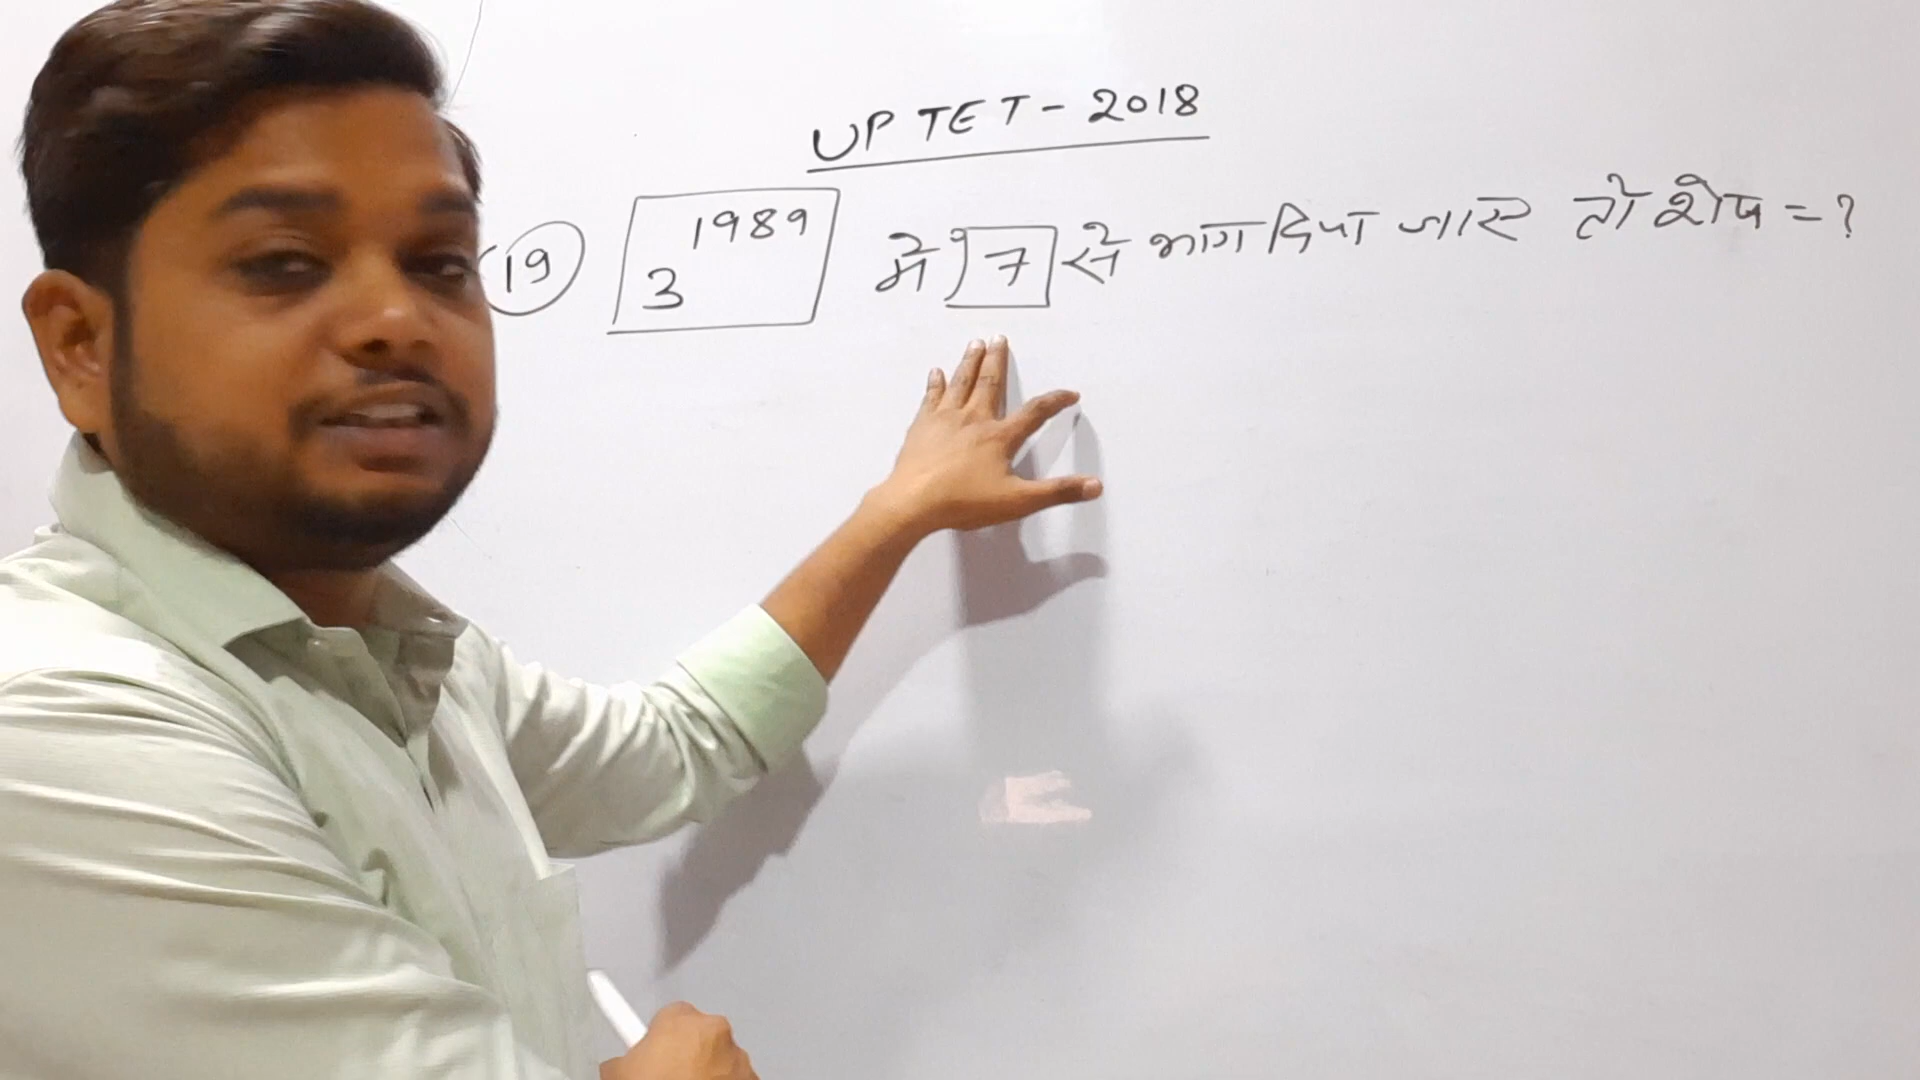 UP TET - 2018
19 3^1989 में 7 से भाग दिया जाए तो शेष = ?